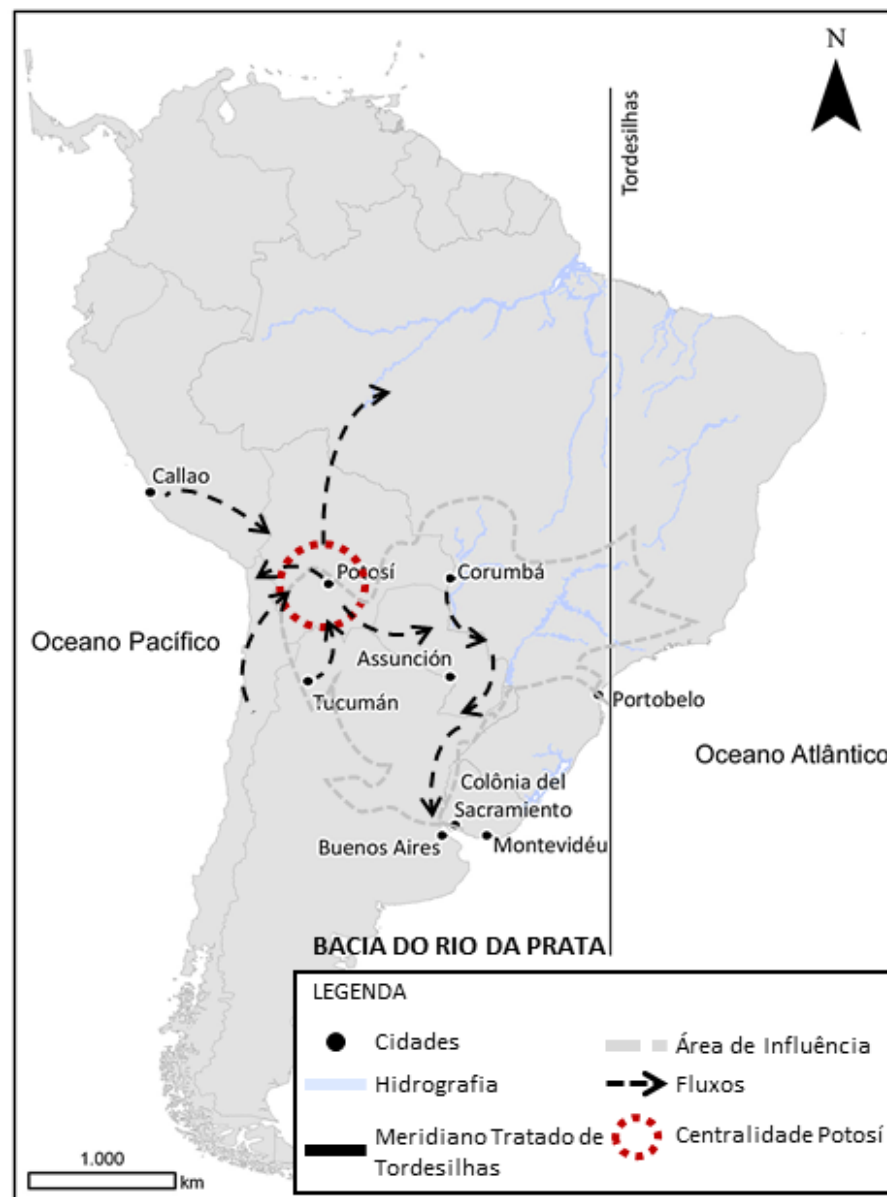 N
Tordesilhas
Callao
Potosí
Corumbá
Oceano Pacífico
Assunción
Tucumán
Portobelo
Oceano Atlântico
Colônia del
Sacramiento
Buenos Aires
Montevidéu
BACIA DO RIO DA PRATA
LEGENDA
Cidades
Área de Influência
Hidrografia
Fluxos
Meridiano Tratado de
Tordesilhas
Centralidade Potosí
1.000
km